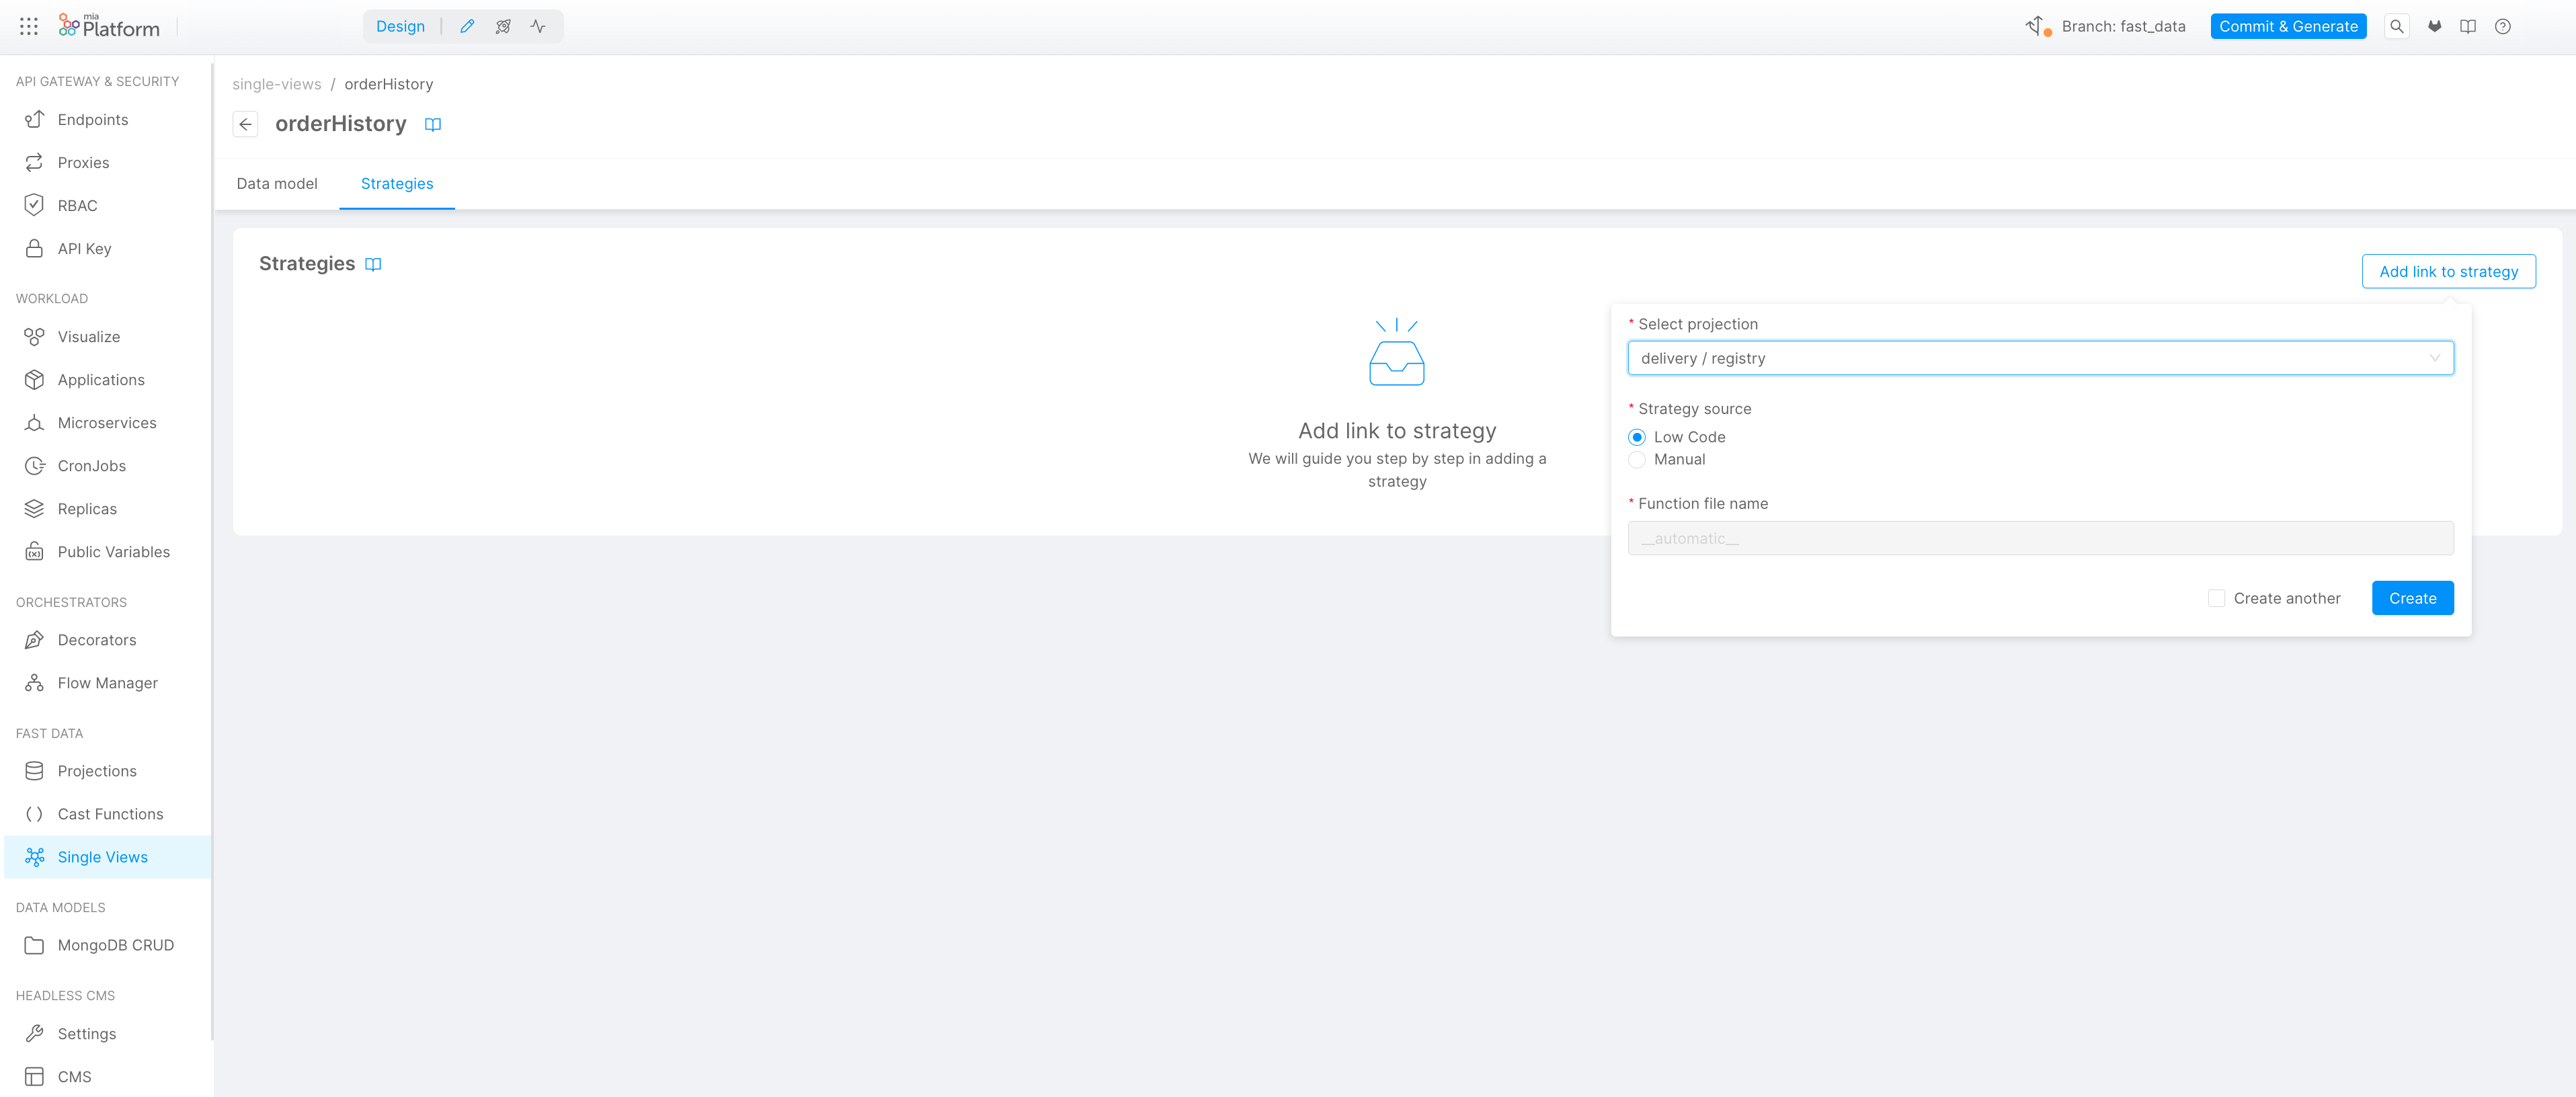 mia
Platform
Design
Branch: fast_data
Commit & Generate
API GATEWAY & SECURITY
Endpoints
Proxies
RBAC
API Key
WORKLOAD
Visualize
Applications
Microservices
CronJobs
Replicas
Public Variables
ORCHESTRATORS
Decorators
Flow Manager
FAST DATA
Projections
Cast Functions
Single Views
DATA MODELS
MongoDB CRUD
HEADLESS CMS
Settings
CMS
single-views / orderHistory
orderHistory
Data model
Strategies
Strategies
Add link to strategy
Add link to strategy
We will guide you step by step in adding a
strategy
* Select projection
delivery / registry
* Strategy source
Low Code
Manual
* Function file name
__automatic__
Create another
Create